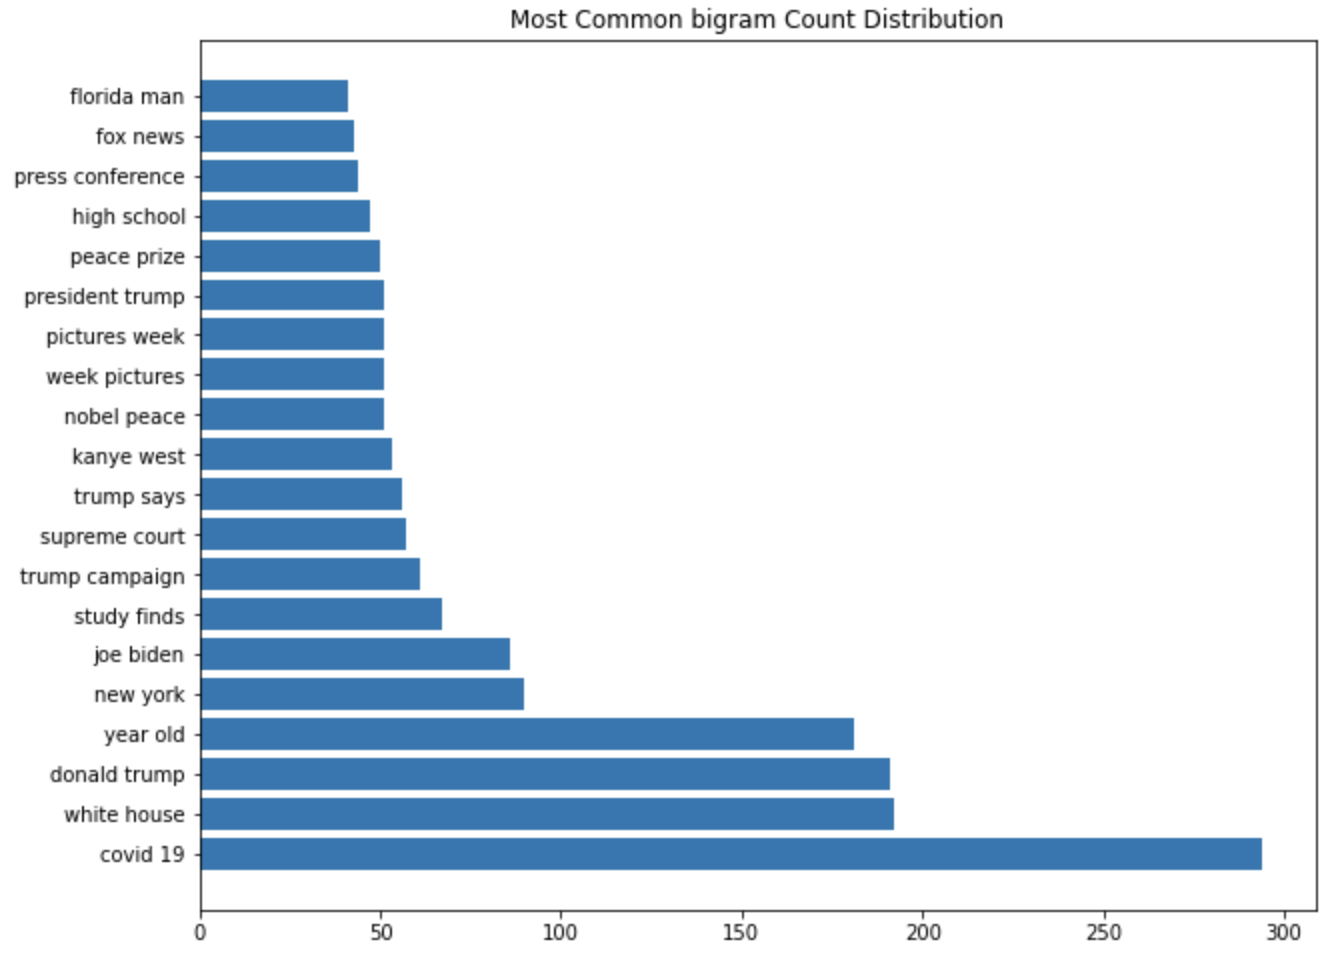 Most Common bigram Count Distribution
florida man
fox news
press conference
high school
peace prize
president trump
pictures week
week pictures
nobel peace
kanye west
trump says
supreme court
trump campaign
study finds
joe biden
new york
year old
donald trump
white house
covid 19
0 50 100 150 200 250 300